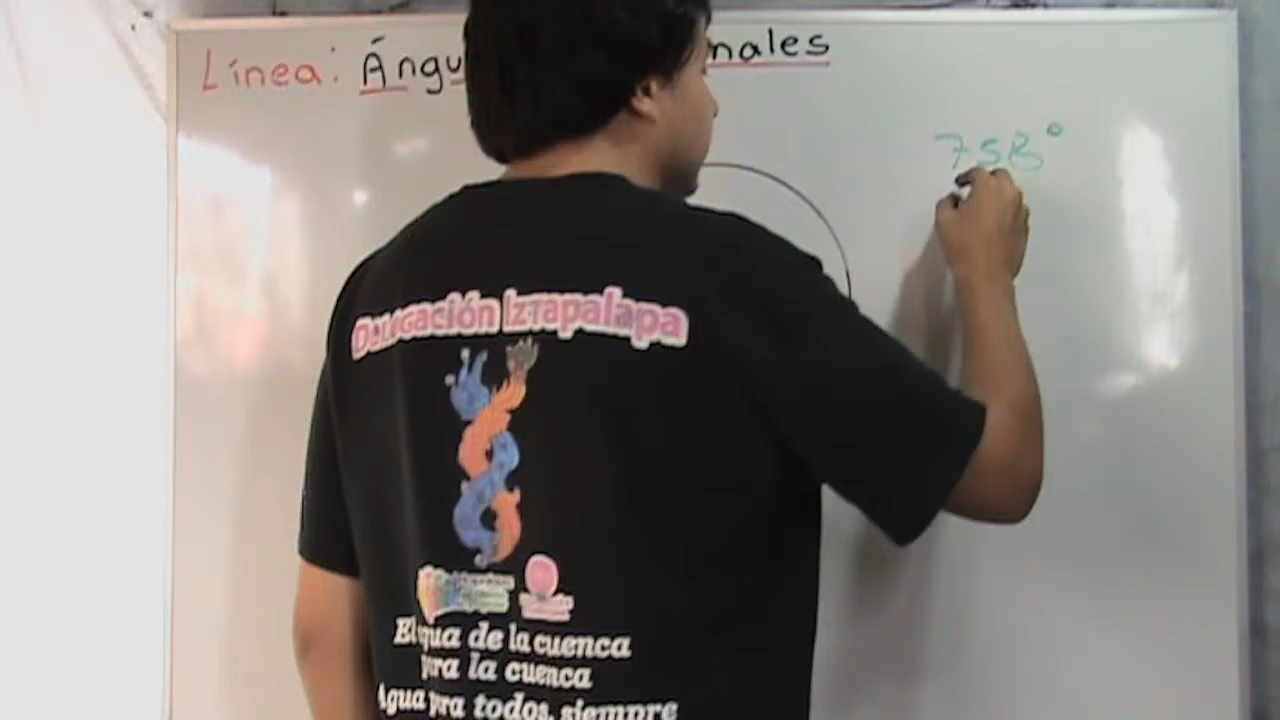 Línea: Ángu nales
758°
Delegación Iztapalapa
El agua de la cuenca
para la cuenca
Agua para todos, siempre